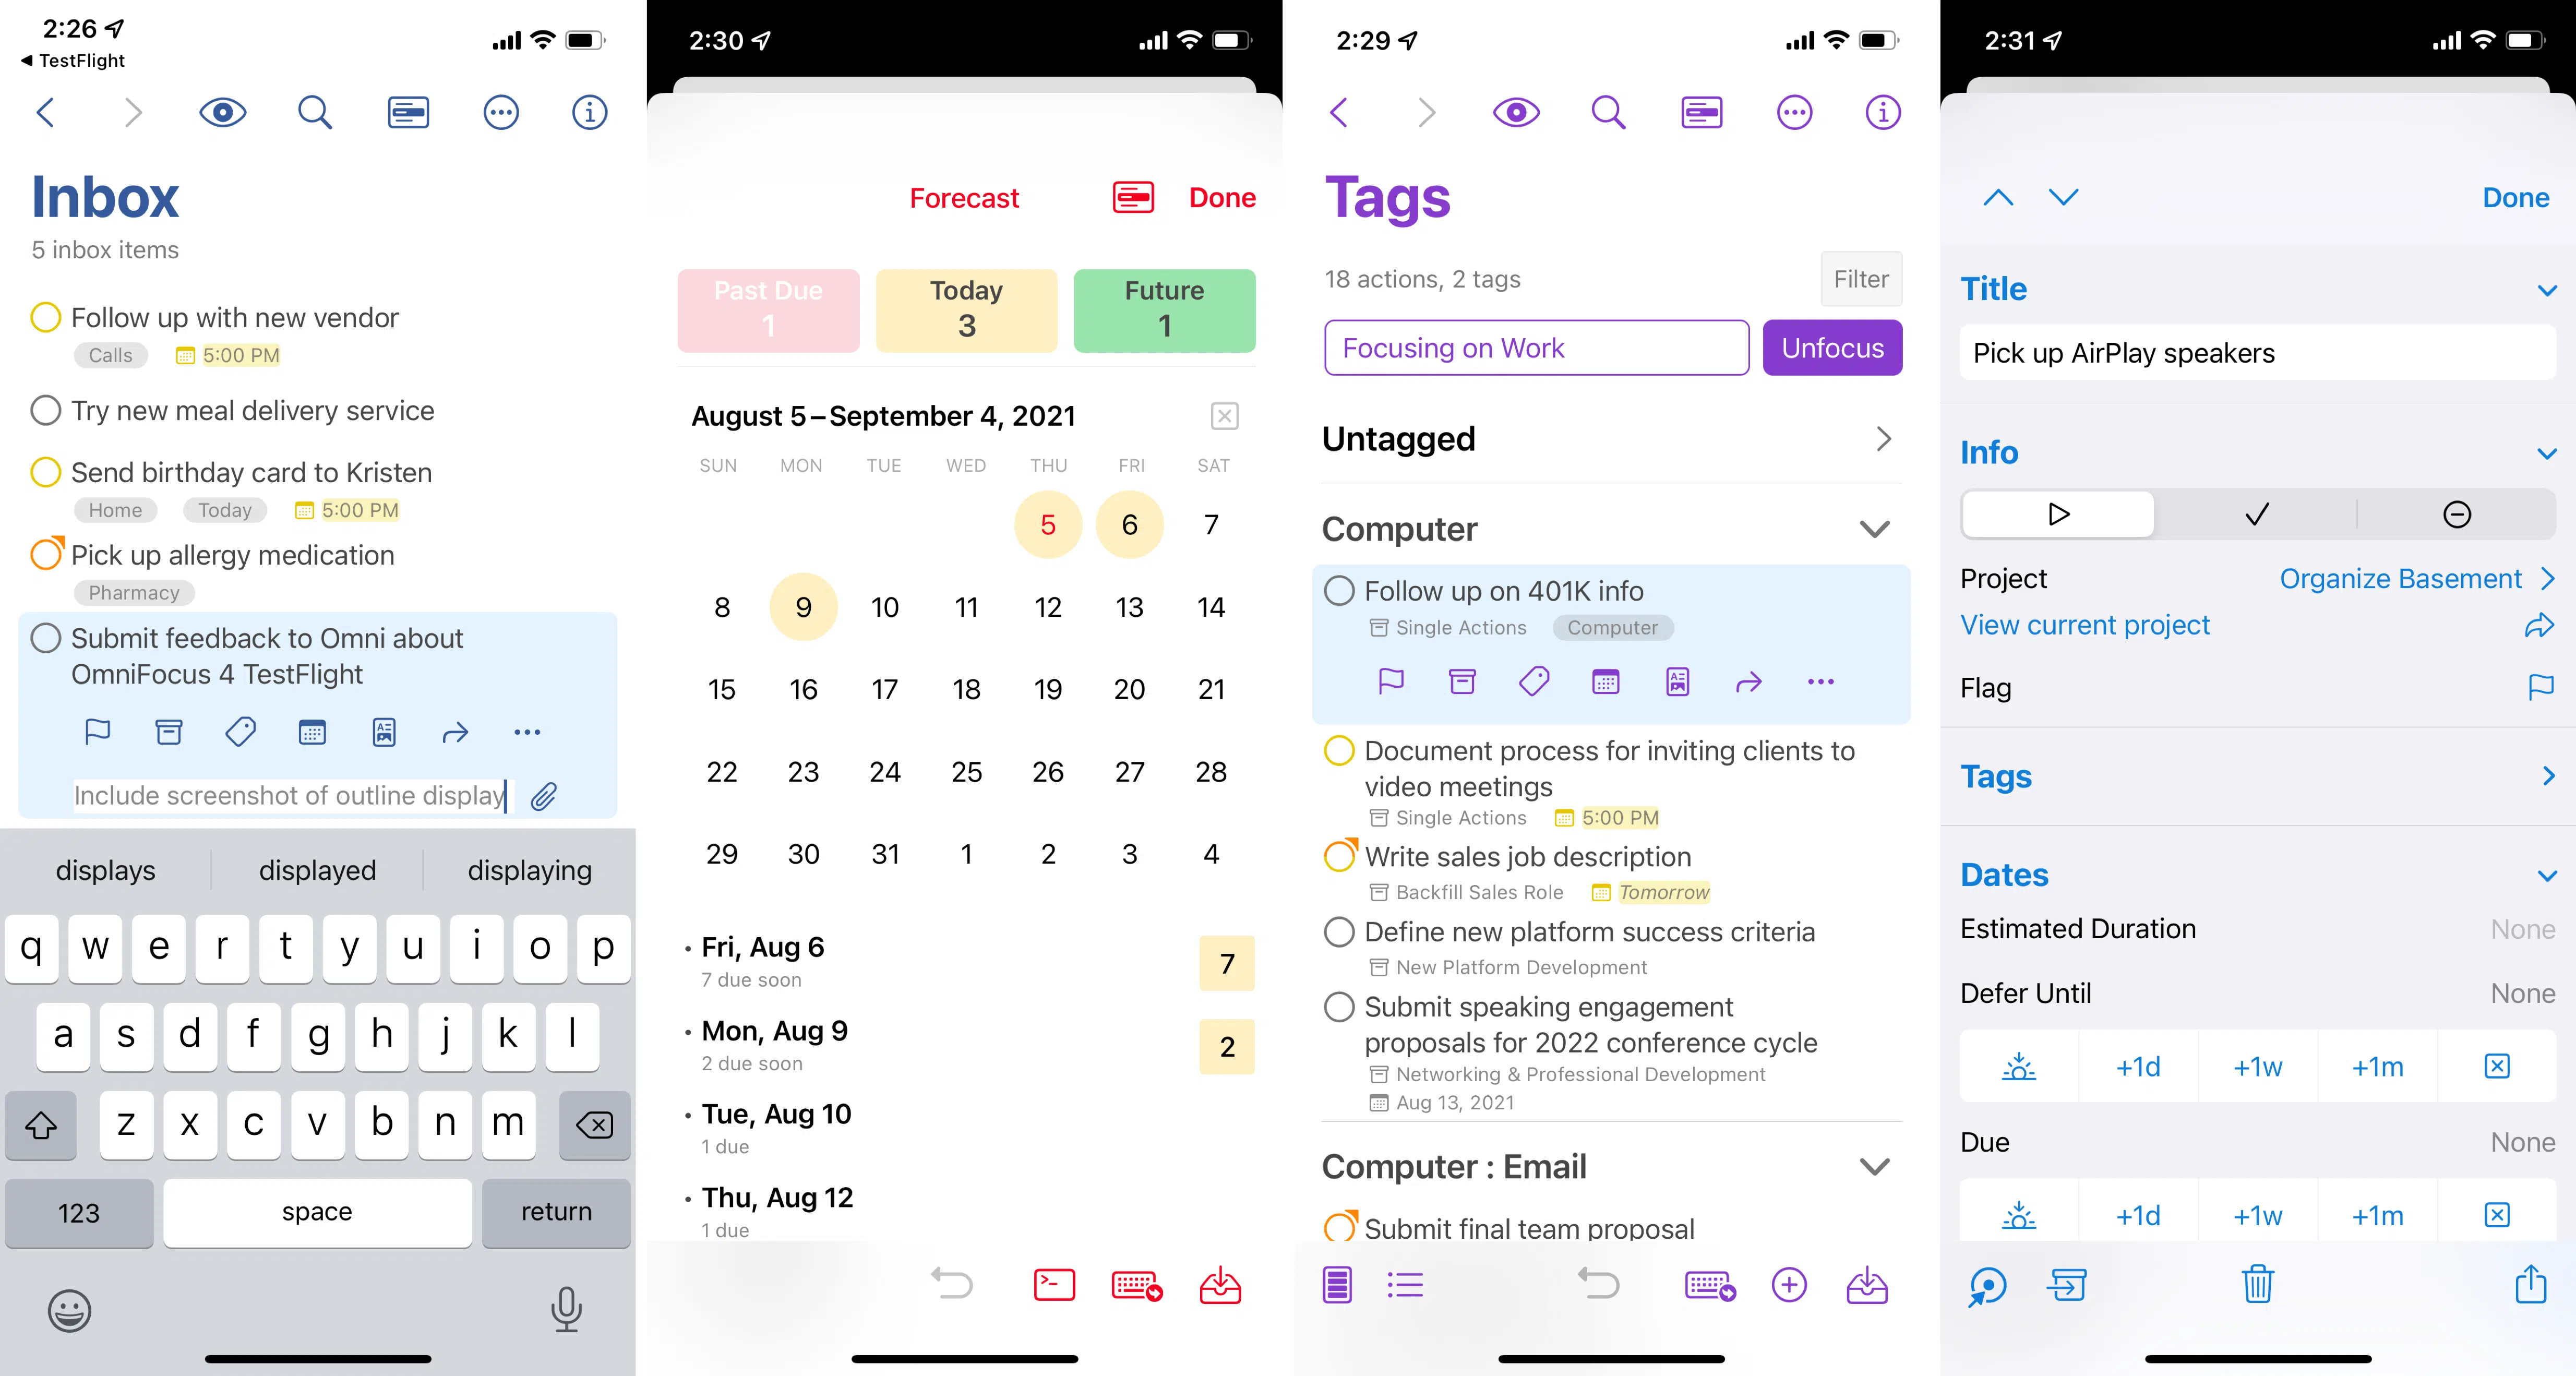 2:26
◀ TestFlight
Inbox
5 inbox items
Follow up with new vendor
Calls 5:00 PM
Try new meal delivery service
Send birthday card to Kristen
Home Today 5:00 PM
Pick up allergy medication
Pharmacy
Submit feedback to Omni about
OmniFocus 4 TestFlight
Include screenshot of outline display
displays displayed displaying
q w e r t y u i o p
a s d f g h j k l
z x c v b n m
123 space return
2:30
Forecast Done
Past Due Today Future
1 3 1
August 5–September 4, 2021
SUN MON TUE WED THU FRI SAT
5 6 7
8 9 10 11 12 13 14
15 16 17 18 19 20 21
22 23 24 25 26 27 28
29 30 31 1 2 3 4
• Fri, Aug 6 7
7 due soon
• Mon, Aug 9 2
2 due soon
• Tue, Aug 10
1 due
• Thu, Aug 12
1 due
2:29
Tags
18 actions, 2 tags Filter
Focusing on Work Unfocus
Untagged
Computer
Follow up on 401K info
Single Actions Computer
Document process for inviting clients to
video meetings
Single Actions 5:00 PM
Write sales job description
Backfill Sales Role Tomorrow
Define new platform success criteria
New Platform Development
Submit speaking engagement
proposals for 2022 conference cycle
Networking & Professional Development
Aug 13, 2021
Computer : Email
Submit final team proposal
2:31
Done
Title
Pick up AirPlay speakers
Info
Project Organize Basement
View current project
Flag
Tags
Dates
Estimated Duration None
Defer Until None
+1d +1w +1m
Due None
+1d +1w +1m